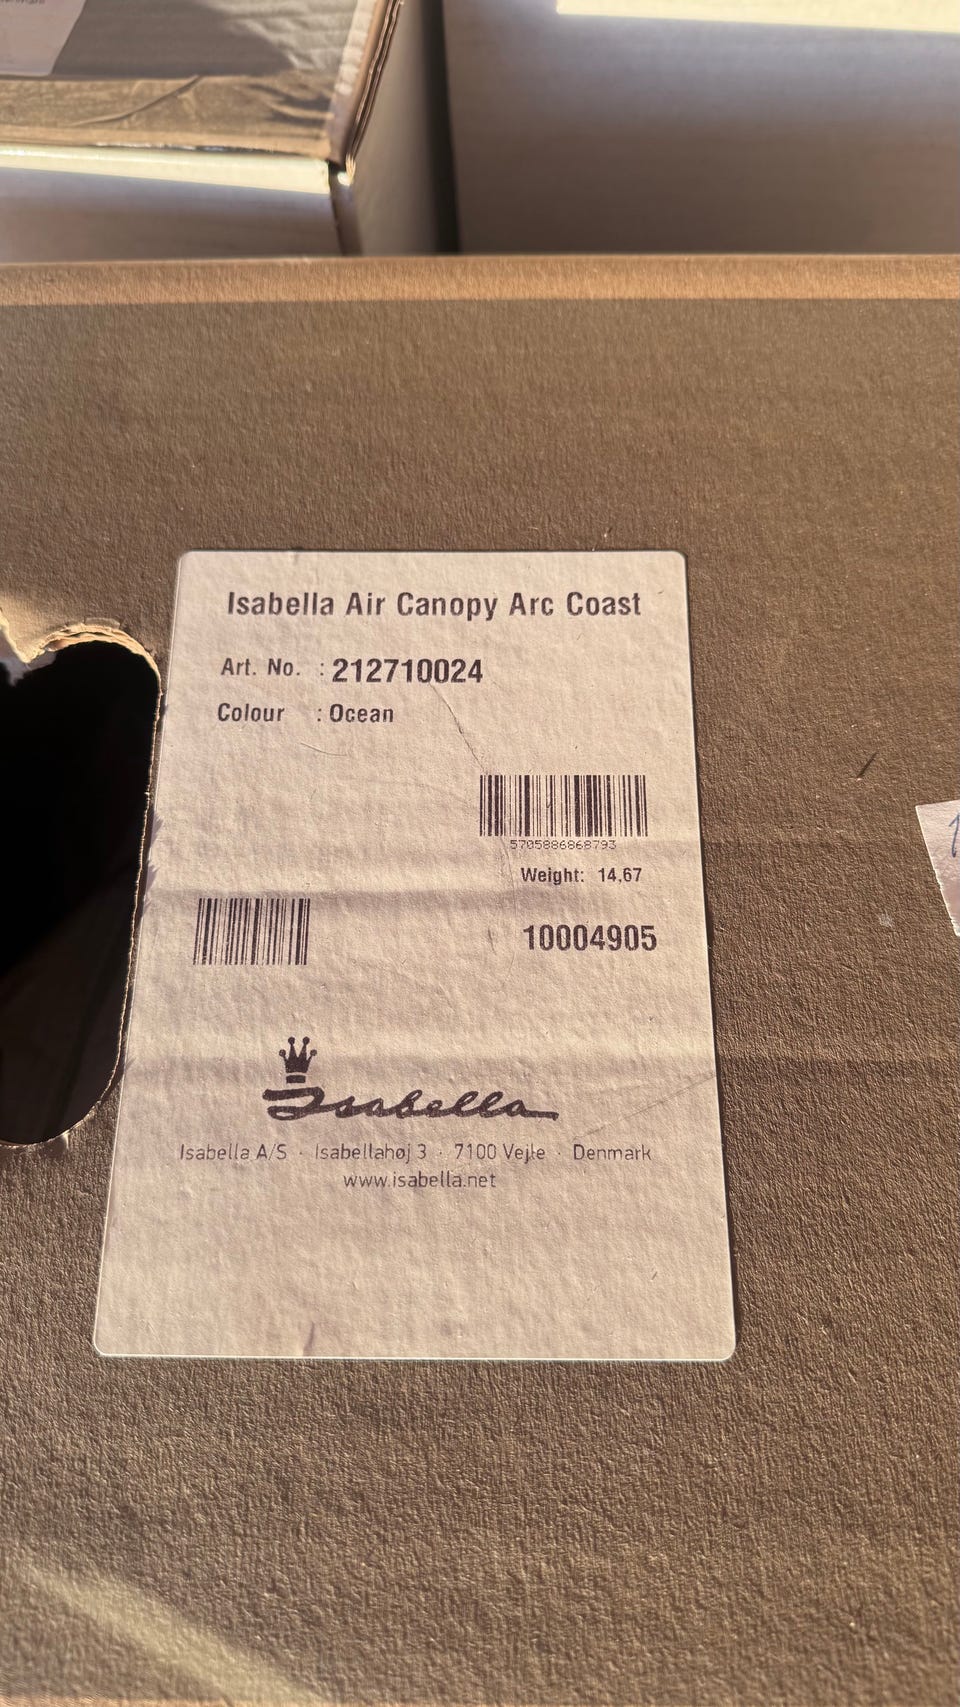 Isabella Air Canopy Arc Coast
Art. No. : 212710024
Colour : Ocean
5705886868793
Weight: 14,67
10004905
Isabella
Isabella A/S · Isabellahøj 3 · 7100 Vejle · Denmark
www.isabella.net